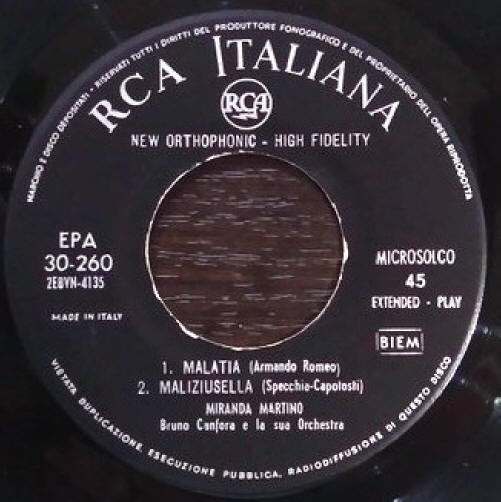 MARCHIO E DISCO DEPOSITATI - RISERVATI TUTTI I DIRITTI DEL PRODUTTORE FONOGRAFICO E DEL PROPRIETARIO DELL'OPERA RIPRODOTTA
RCA ITALIANA
RCA
NEW ORTHOPHONIC - HIGH FIDELITY
EPA
30-260
2EBVN-4135
MADE IN ITALY
MICROSOLCO
45
EXTENDED - PLAY
BIEM
1. MALATIA (Armando Romeo)
2. MALIZIUSELLA (Specchia-Capotosti)
MIRANDA MARTINO
Bruno Canfora e la sua Orchestra
VIETATA DUPLICAZIONE, ESECUZIONE PUBBLICA, RADIODIFFUSIONE DI QUESTO DISCO